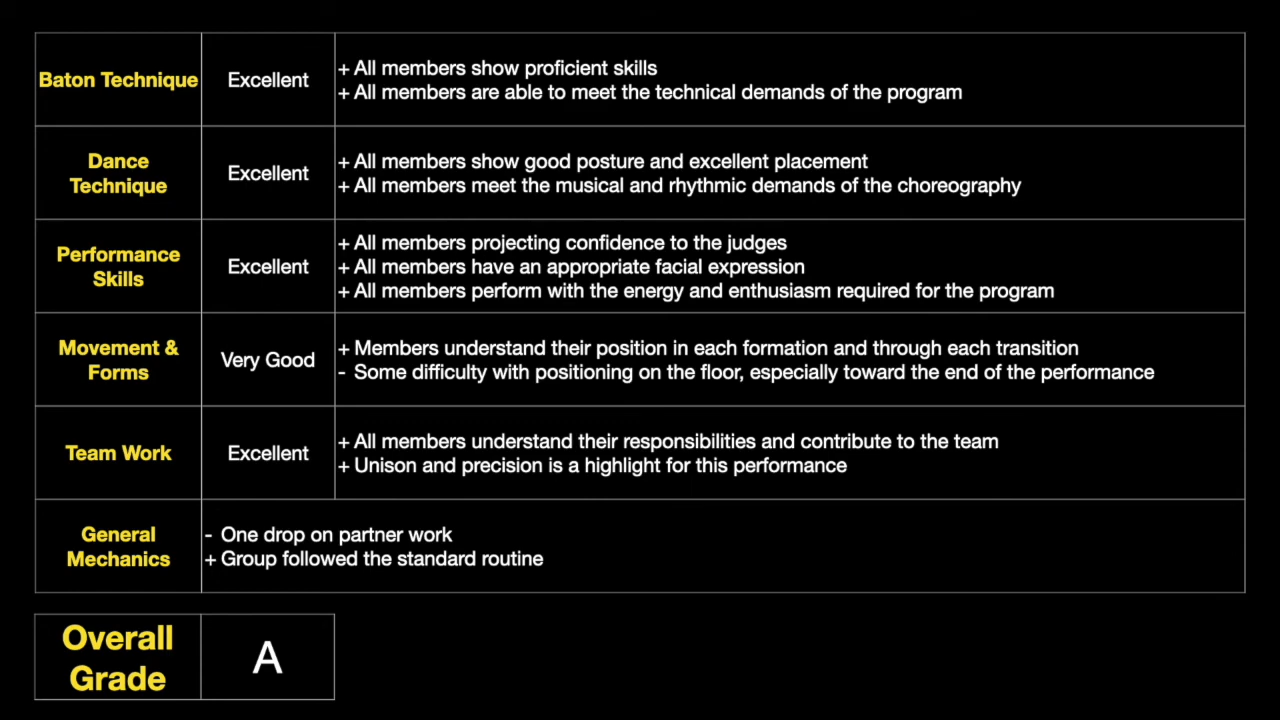 Baton Technique
Excellent
+ All members show proficient skills
+ All members are able to meet the technical demands of the program
Dance
Technique
Excellent
+ All members show good posture and excellent placement
+ All members meet the musical and rhythmic demands of the choreography
Performance
Skills
Excellent
+ All members projecting confidence to the judges
+ All members have an appropriate facial expression
+ All members perform with the energy and enthusiasm required for the program
Movement &
Forms
Very Good
+ Members understand their position in each formation and through each transition
- Some difficulty with positioning on the floor, especially toward the end of the performance
Team Work
Excellent
+ All members understand their responsibilities and contribute to the team
+ Unison and precision is a highlight for this performance
General
Mechanics
- One drop on partner work
+ Group followed the standard routine
Overall
Grade
A